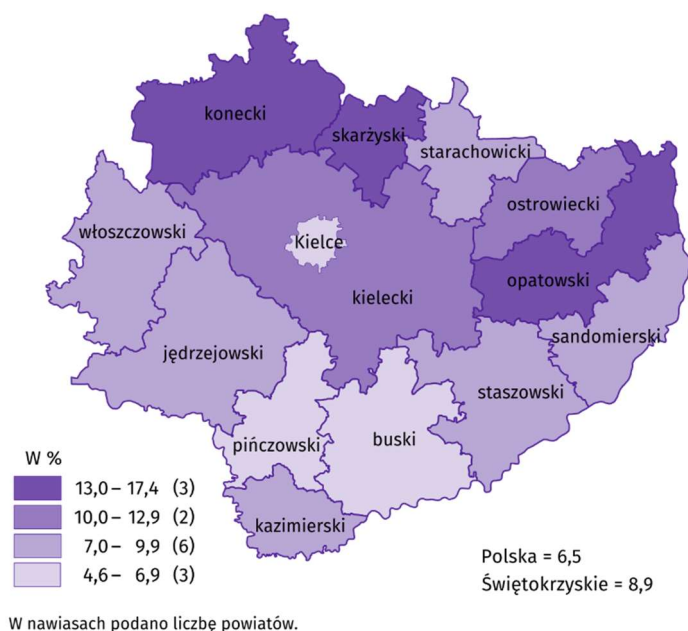 konecki
skarżyski
starachowicki
ostrowiecki
włoszczowski
Kielce
opatowski
kielecki
sandomierski
jędrzejowski
staszowski
pińczowski
buski
kazimierski
W %
13,0 – 17,4 (3)
10,0 – 12,9 (2)
7,0 – 9,9 (6)
4,6 – 6,9 (3)
Polska = 6,5
Świętokrzyskie = 8,9
W nawiasach podano liczbę powiatów.